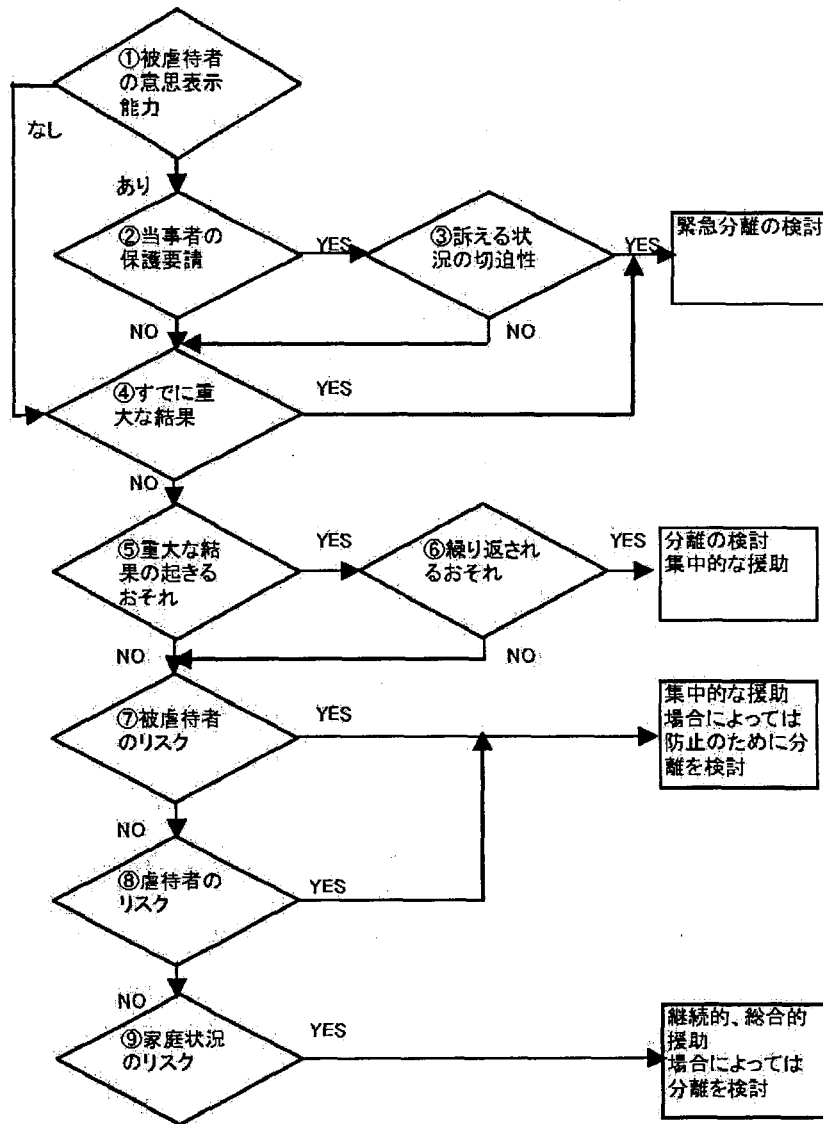 ①被虐待者
の意思表示
能力
なし
あり
②当事者の
保護要請
YES
③訴える状
況の切迫性
YES
緊急分離の検討
NO
NO
④すでに重
大な結果
YES
NO
⑤重大な結
果の起きる
おそれ
YES
⑥繰り返され
るおそれ
YES
分離の検討
集中的な援助
NO
NO
⑦被虐待者
のリスク
YES
集中的な援助
場合によっては
防止のために分
離を検討
NO
⑧虐待者の
リスク
YES
NO
⑨家庭状況
のリスク
YES
継続的、総合的
援助
場合によっては
分離を検討